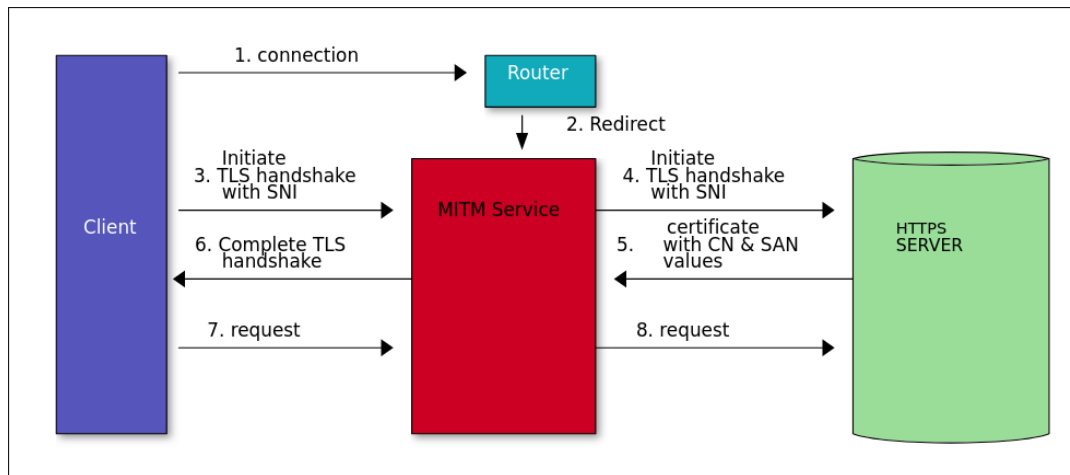 1. connection
Router
2. Redirect
Initiate
3. TLS handshake
with SNI
Initiate
4. TLS handshake
with SNI
Client
MITM Service
HTTPS
SERVER
6. Complete TLS
handshake
certificate
5. with CN & SAN
values
7. request
8. request